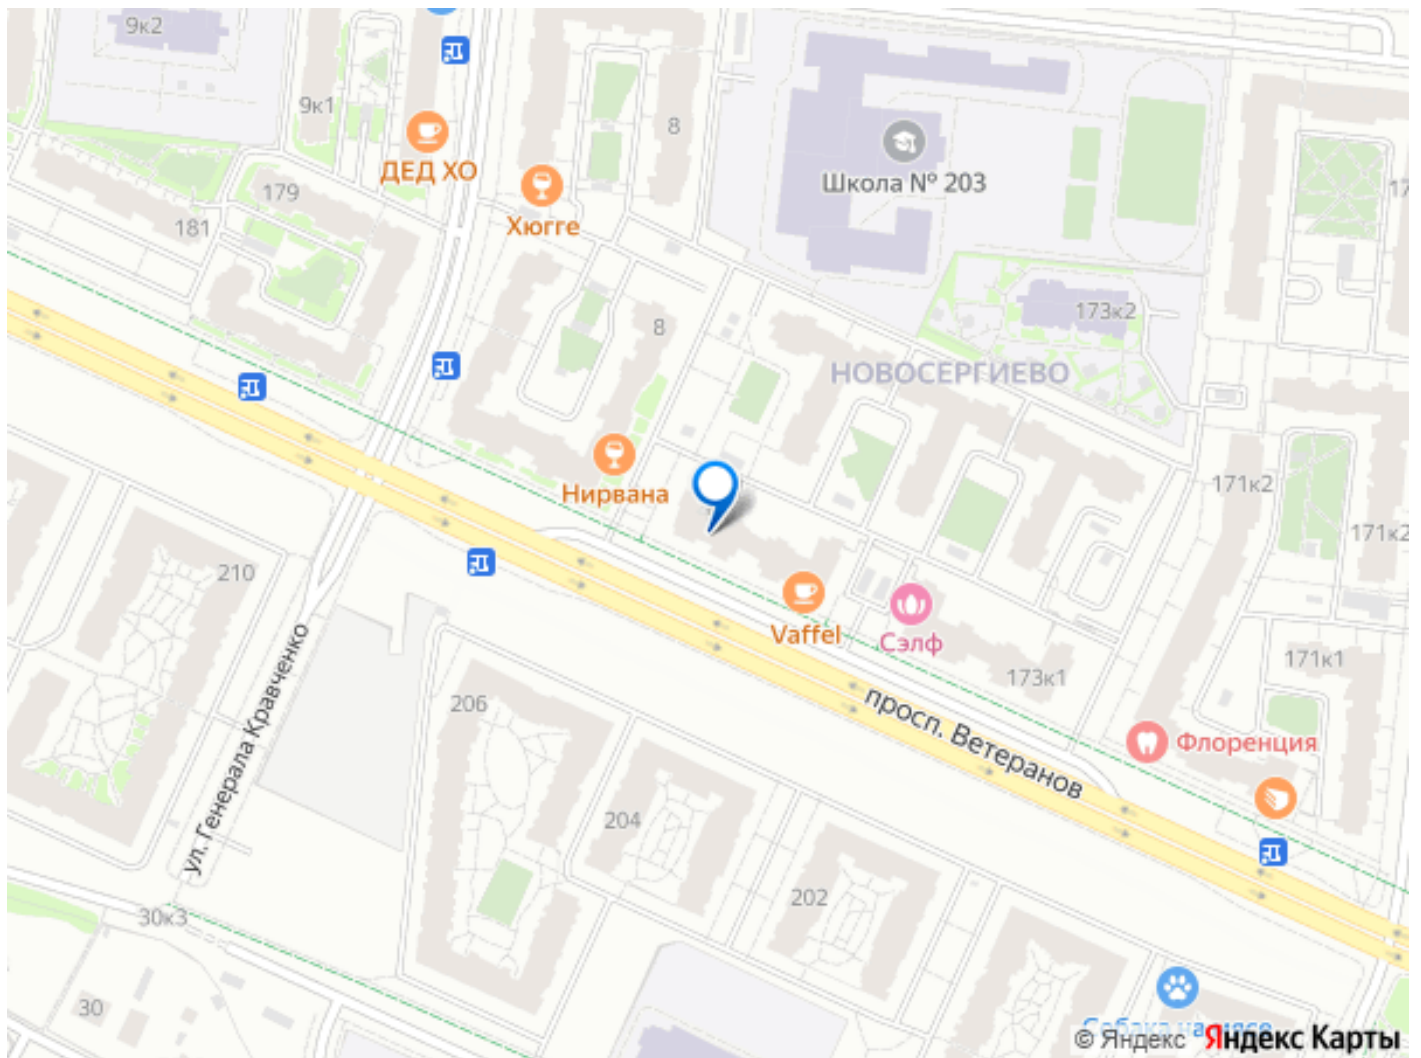 9к2
9к1
ДЕД ХО
8
Школа № 203
Хюгге
179
181
173к2
8
НОВОСЕРГИЕВО
Нирвана
171к2
171к2
210
Vaffel
Сэлф
173к1
171к1
ул. Генерала Кравченко
206
просп. Ветеранов
Флоренция
204
202
30к3
30
© Яндекс Яндекс Карты